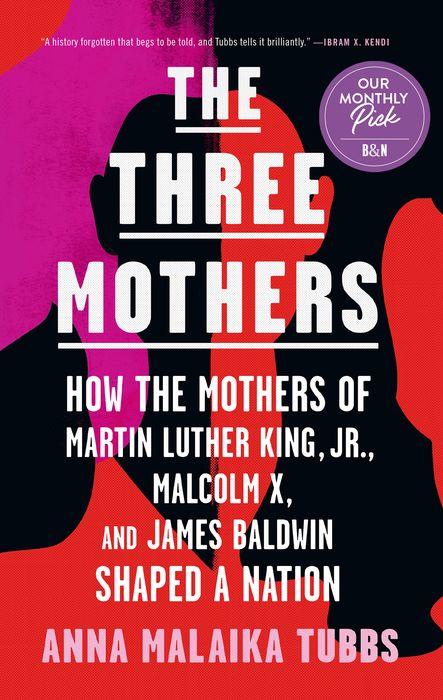 “A history forgotten that begs to be told, and Tubbs tells it brilliantly.” —IBRAM X. KENDI
THE
THREE
MOTHERS
OUR
MONTHLY
Pick
B&N
HOW THE MOTHERS OF
MARTIN LUTHER KING, JR.,
MALCOLM X,
AND JAMES BALDWIN
SHAPED A NATION
ANNA MALAIKA TUBBS